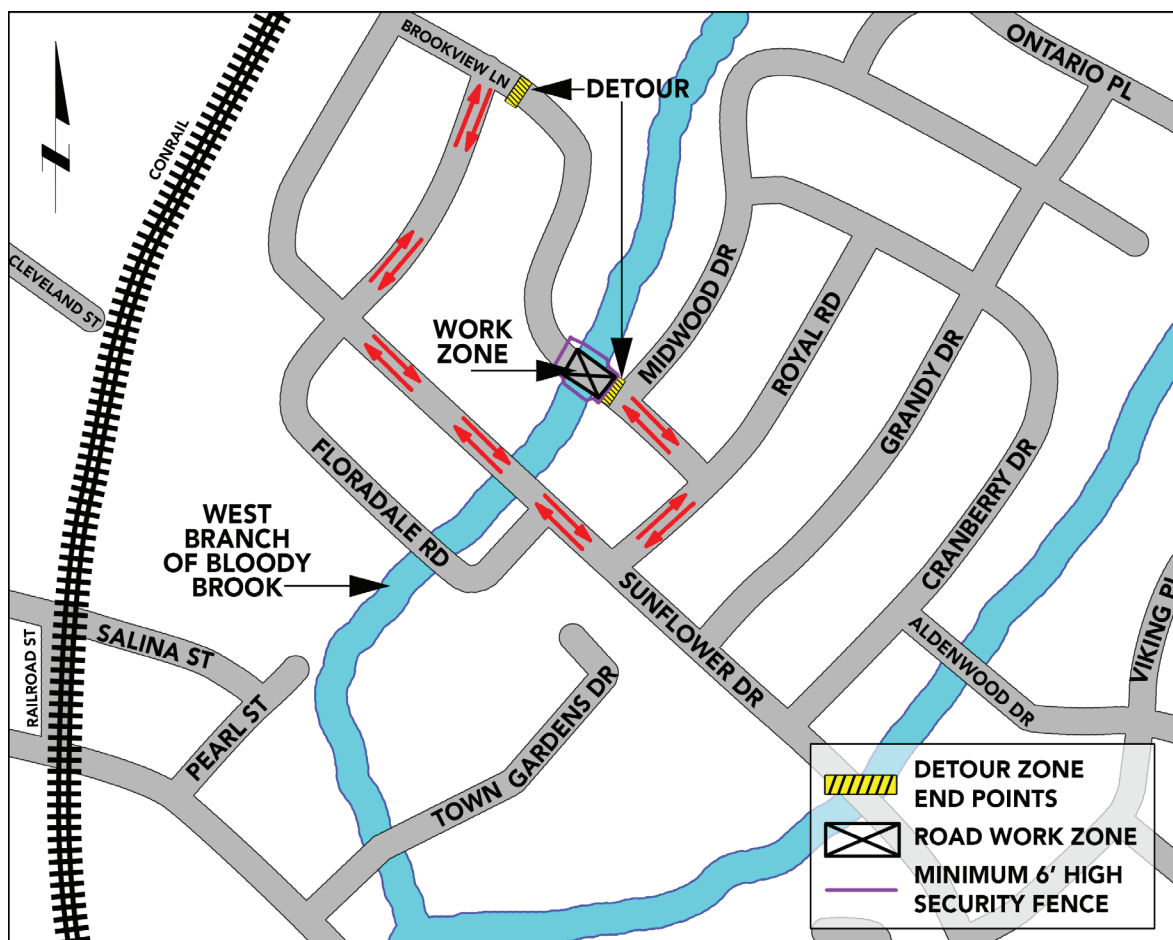 BROOKVIEW LN
DETOUR
ONTARIO PL
CONRAIL
CLEVELAND ST
WORK
ZONE
MIDWOOD DR
ROYAL RD
GRANDY DR
CRANBERRY DR
FLORADALE RD
WEST
BRANCH
OF BLOODY
BROOK
SUNFLOWER DR
ALDENWOOD DR
VIKING PL
SALINA ST
RAILROAD ST
PEARL ST
TOWN GARDENS DR
DETOUR ZONE
END POINTS
ROAD WORK ZONE
MINIMUM 6' HIGH
SECURITY FENCE